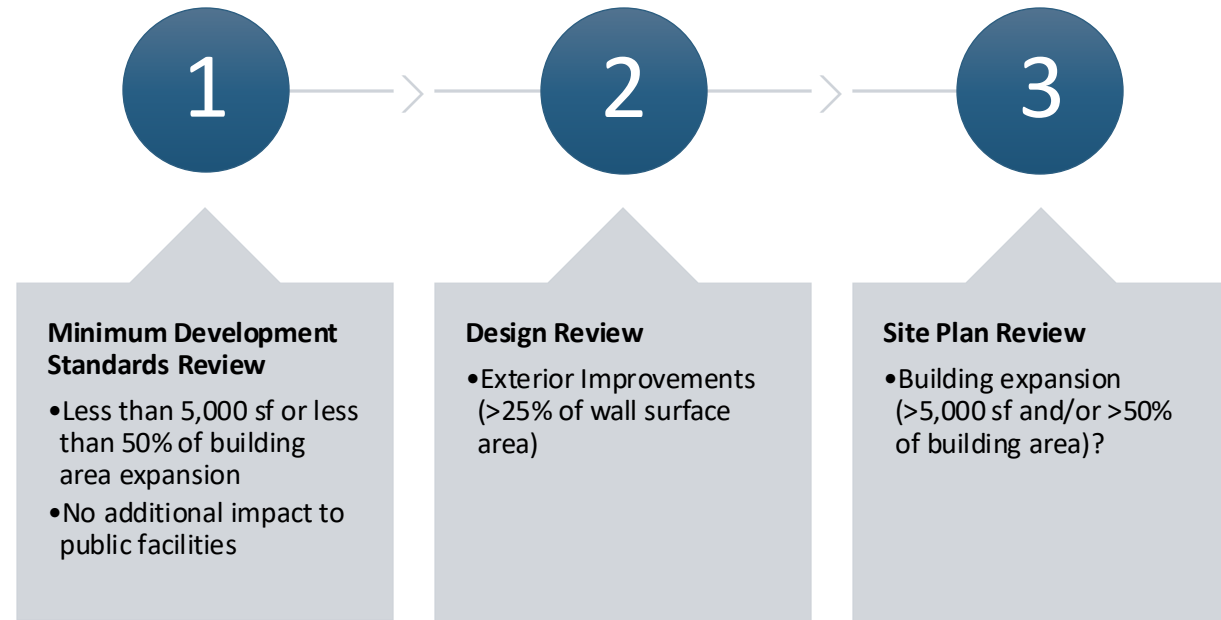 1
2
3
Minimum Development
Standards Review
•Less than 5,000 sf or less
than 50% of building
area expansion
•No additional impact to
public facilities
Design Review
•Exterior Improvements
(>25% of wall surface
area)
Site Plan Review
•Building expansion
(>5,000 sf and/or >50%
of building area)?